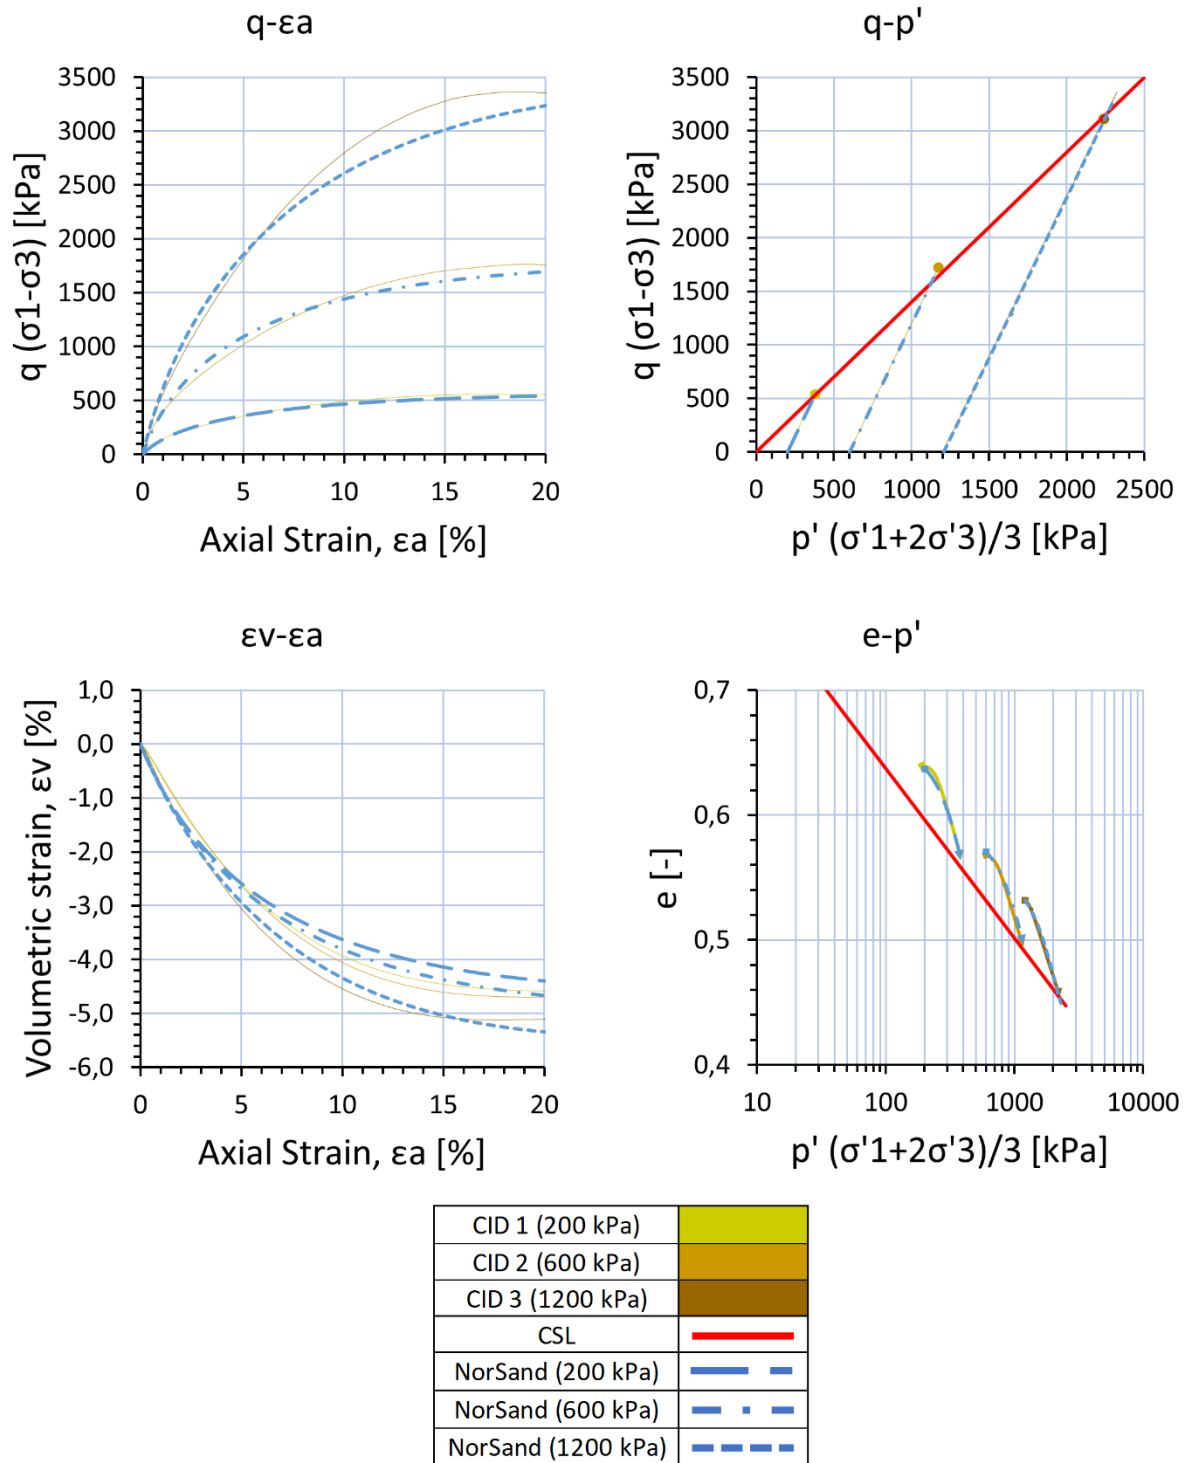 q-εa
q-p'
3500
3000
2500
2000
1500
1000
500
0
q (σ1-σ3) [kPa]
0 5 10 15 20
Axial Strain, εa [%]
3500
3000
2500
2000
1500
1000
500
0
q (σ1-σ3) [kPa]
0 500 1000 1500 2000 2500
p' (σ'1+2σ'3)/3 [kPa]
εv-εa
e-p'
1,0
0,0
-1,0
-2,0
-3,0
-4,0
-5,0
-6,0
Volumetric strain, εv [%]
0 5 10 15 20
Axial Strain, εa [%]
0,7
0,6
0,5
0,4
e [-]
10 100 1000 10000
p' (σ'1+2σ'3)/3 [kPa]
CID 1 (200 kPa)
CID 2 (600 kPa)
CID 3 (1200 kPa)
CSL
NorSand (200 kPa)
NorSand (600 kPa)
NorSand (1200 kPa)